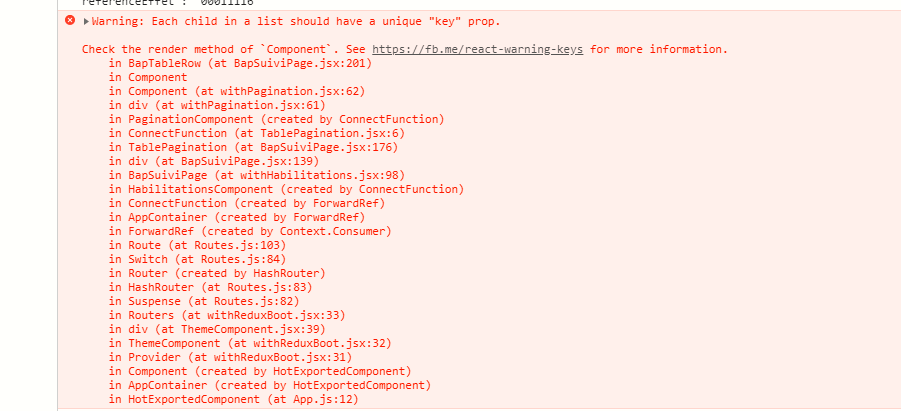 referenceEffet : "00011116"
Warning: Each child in a list should have a unique "key" prop.
Check the render method of `Component`. See https://fb.me/react-warning-keys for more information.
in BapTableRow (at BapSuiviPage.jsx:201)
in Component
in Component (at withPagination.jsx:62)
in div (at withPagination.jsx:61)
in PaginationComponent (created by ConnectFunction)
in ConnectFunction (at TablePagination.jsx:6)
in TablePagination (at BapSuiviPage.jsx:176)
in div (at BapSuiviPage.jsx:139)
in BapSuiviPage (at withHabilitations.jsx:98)
in HabilitationsComponent (created by ConnectFunction)
in ConnectFunction (created by ForwardRef)
in AppContainer (created by ForwardRef)
in ForwardRef (created by Context.Consumer)
in Route (at Routes.js:103)
in Switch (at Routes.js:84)
in Router (created by HashRouter)
in HashRouter (at Routes.js:83)
in Suspense (at Routes.js:82)
in Routers (at withReduxBoot.jsx:33)
in div (at ThemeComponent.jsx:39)
in ThemeComponent (at withReduxBoot.jsx:32)
in Provider (at withReduxBoot.jsx:31)
in Component (created by HotExportedComponent)
in AppContainer (created by HotExportedComponent)
in HotExportedComponent (at App.js:12)